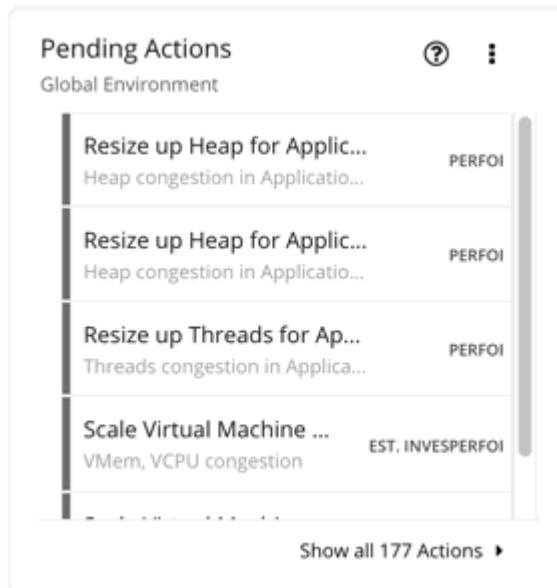 Pending Actions
Global Environment
Resize up Heap for Applic...
Heap congestion in Applicatio...
PERFOI
Resize up Heap for Applic...
Heap congestion in Applicatio...
PERFOI
Resize up Threads for Ap...
Threads congestion in Applica...
PERFOI
Scale Virtual Machine ...
VMem, VCPU congestion
EST. INVESPERFOI
Show all 177 Actions